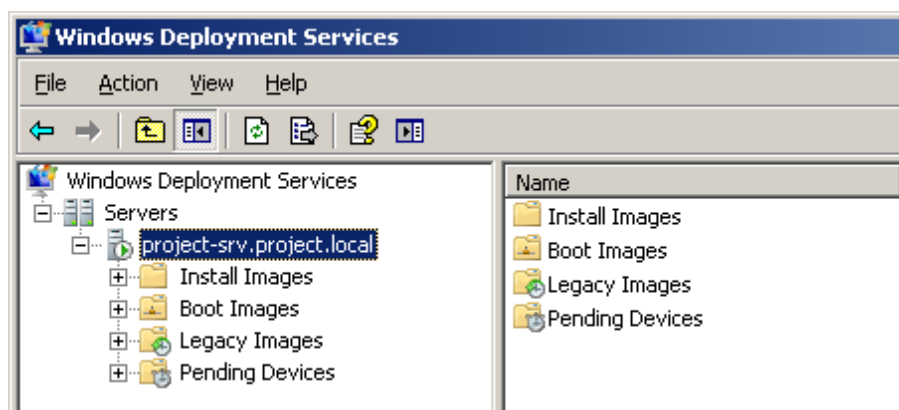 Windows Deployment Services
File Action View Help
Windows Deployment Services
Servers
project-srv.project.local
Install Images
Boot Images
Legacy Images
Pending Devices
Name
Install Images
Boot Images
Legacy Images
Pending Devices